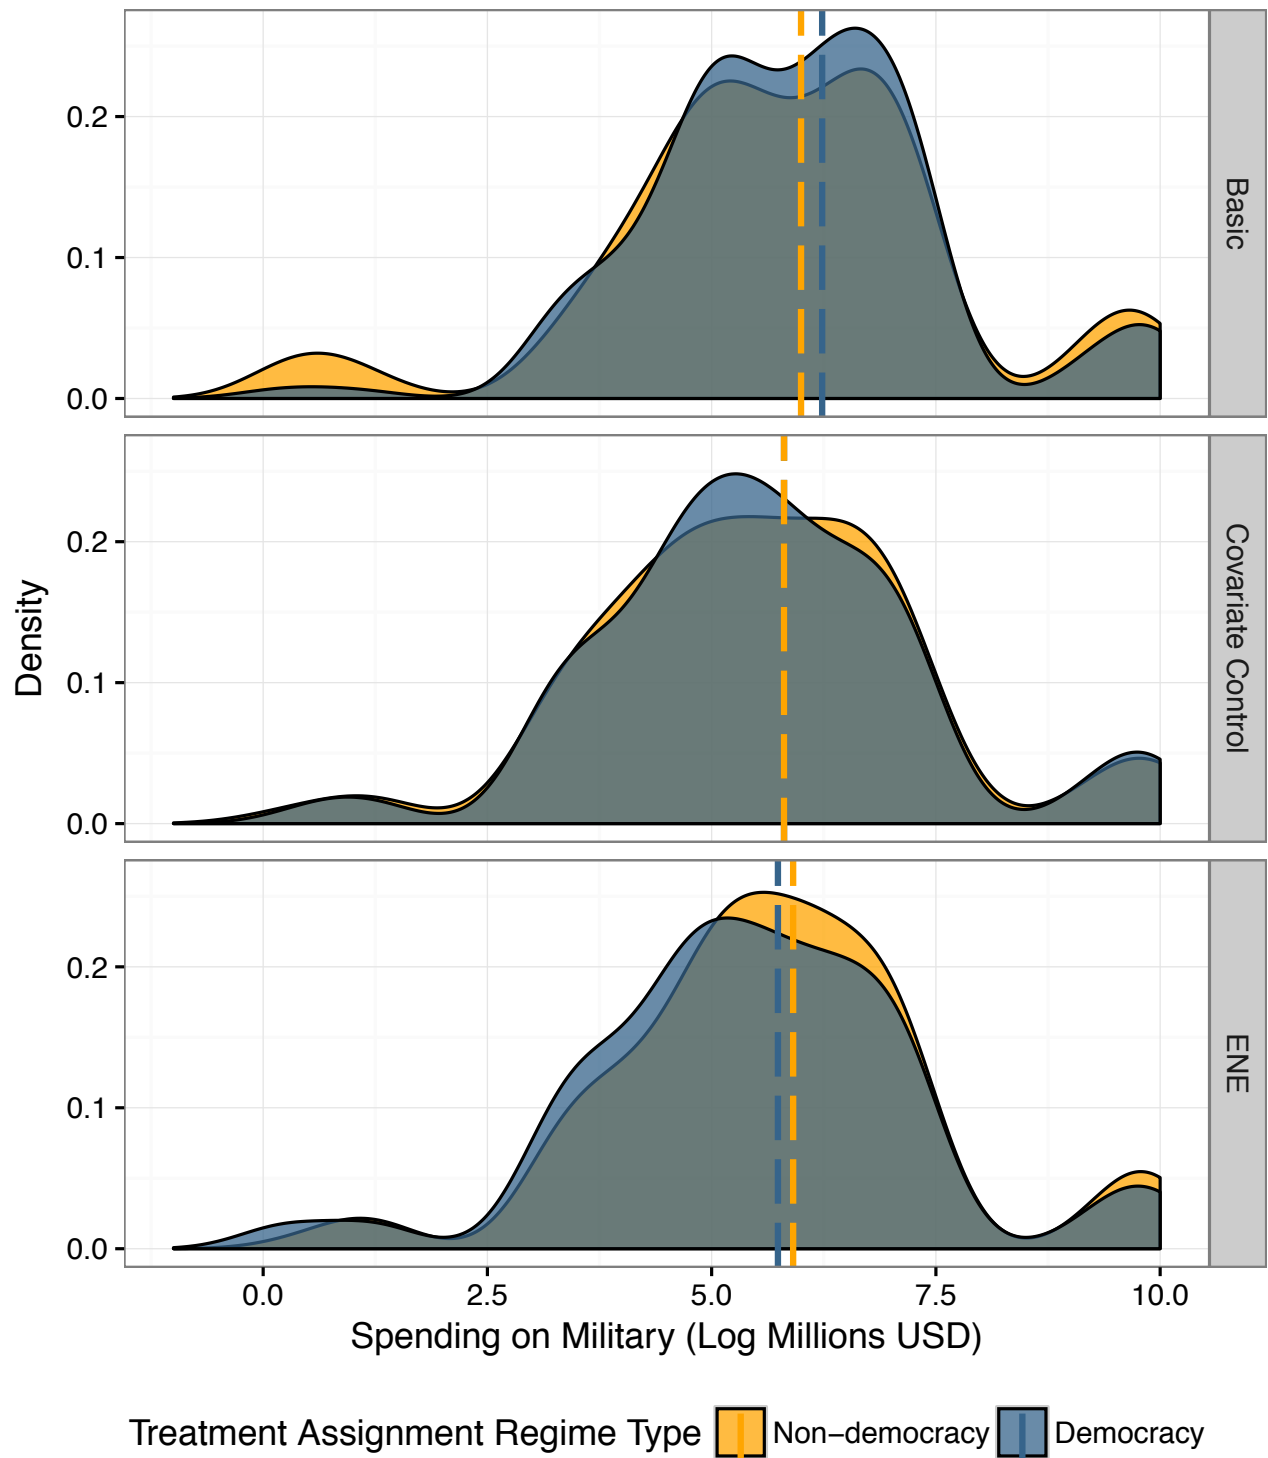 0.2
0.1
0.0
Basic
0.2
0.1
0.0
Covariate Control
Density
0.2
0.1
0.0
ENE
0.0 2.5 5.0 7.5 10.0
Spending on Military (Log Millions USD)
Treatment Assignment Regime Type Non−democracy Democracy